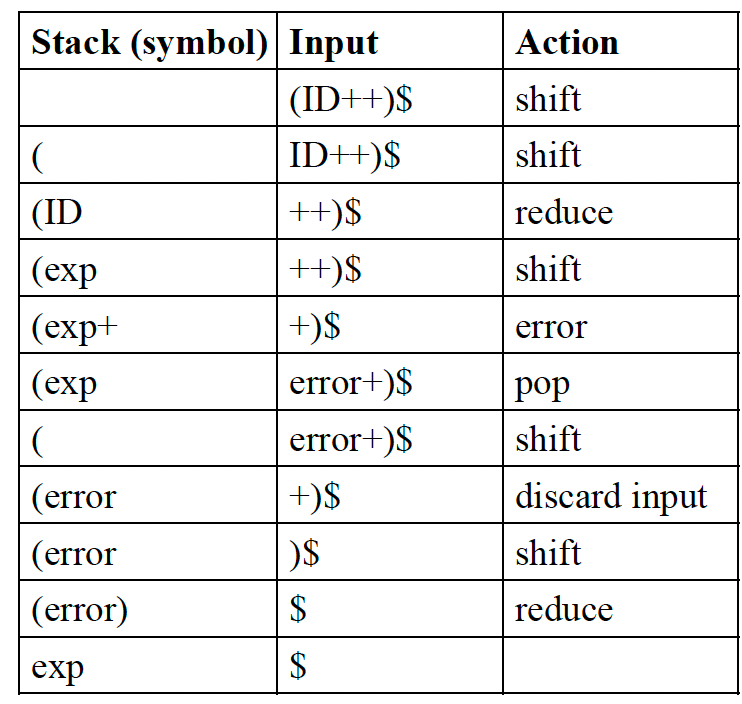 Stack (symbol) Input Action
(ID++)$ shift
( ID++)$ shift
(ID ++)$ reduce
(exp ++)$ shift
(exp+ +)$ error
(exp error+)$ pop
( error+)$ shift
(error +)$ discard input
(error )$ shift
(error) $ reduce
exp $